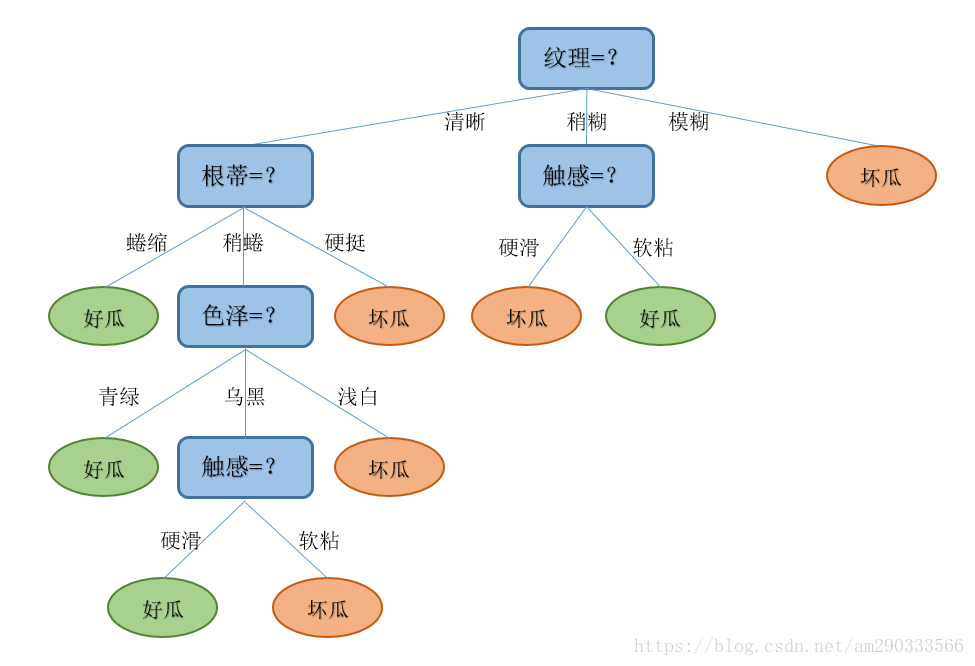 纹理=？
清晰
稍糊
模糊
根蒂=？
触感=？
坏瓜
蜷缩
稍蜷
硬挺
硬滑
软粘
好瓜
色泽=？
坏瓜
坏瓜
好瓜
青绿
乌黑
浅白
好瓜
触感=？
坏瓜
硬滑
软粘
好瓜
坏瓜
https://blog.csdn.net/am290333566